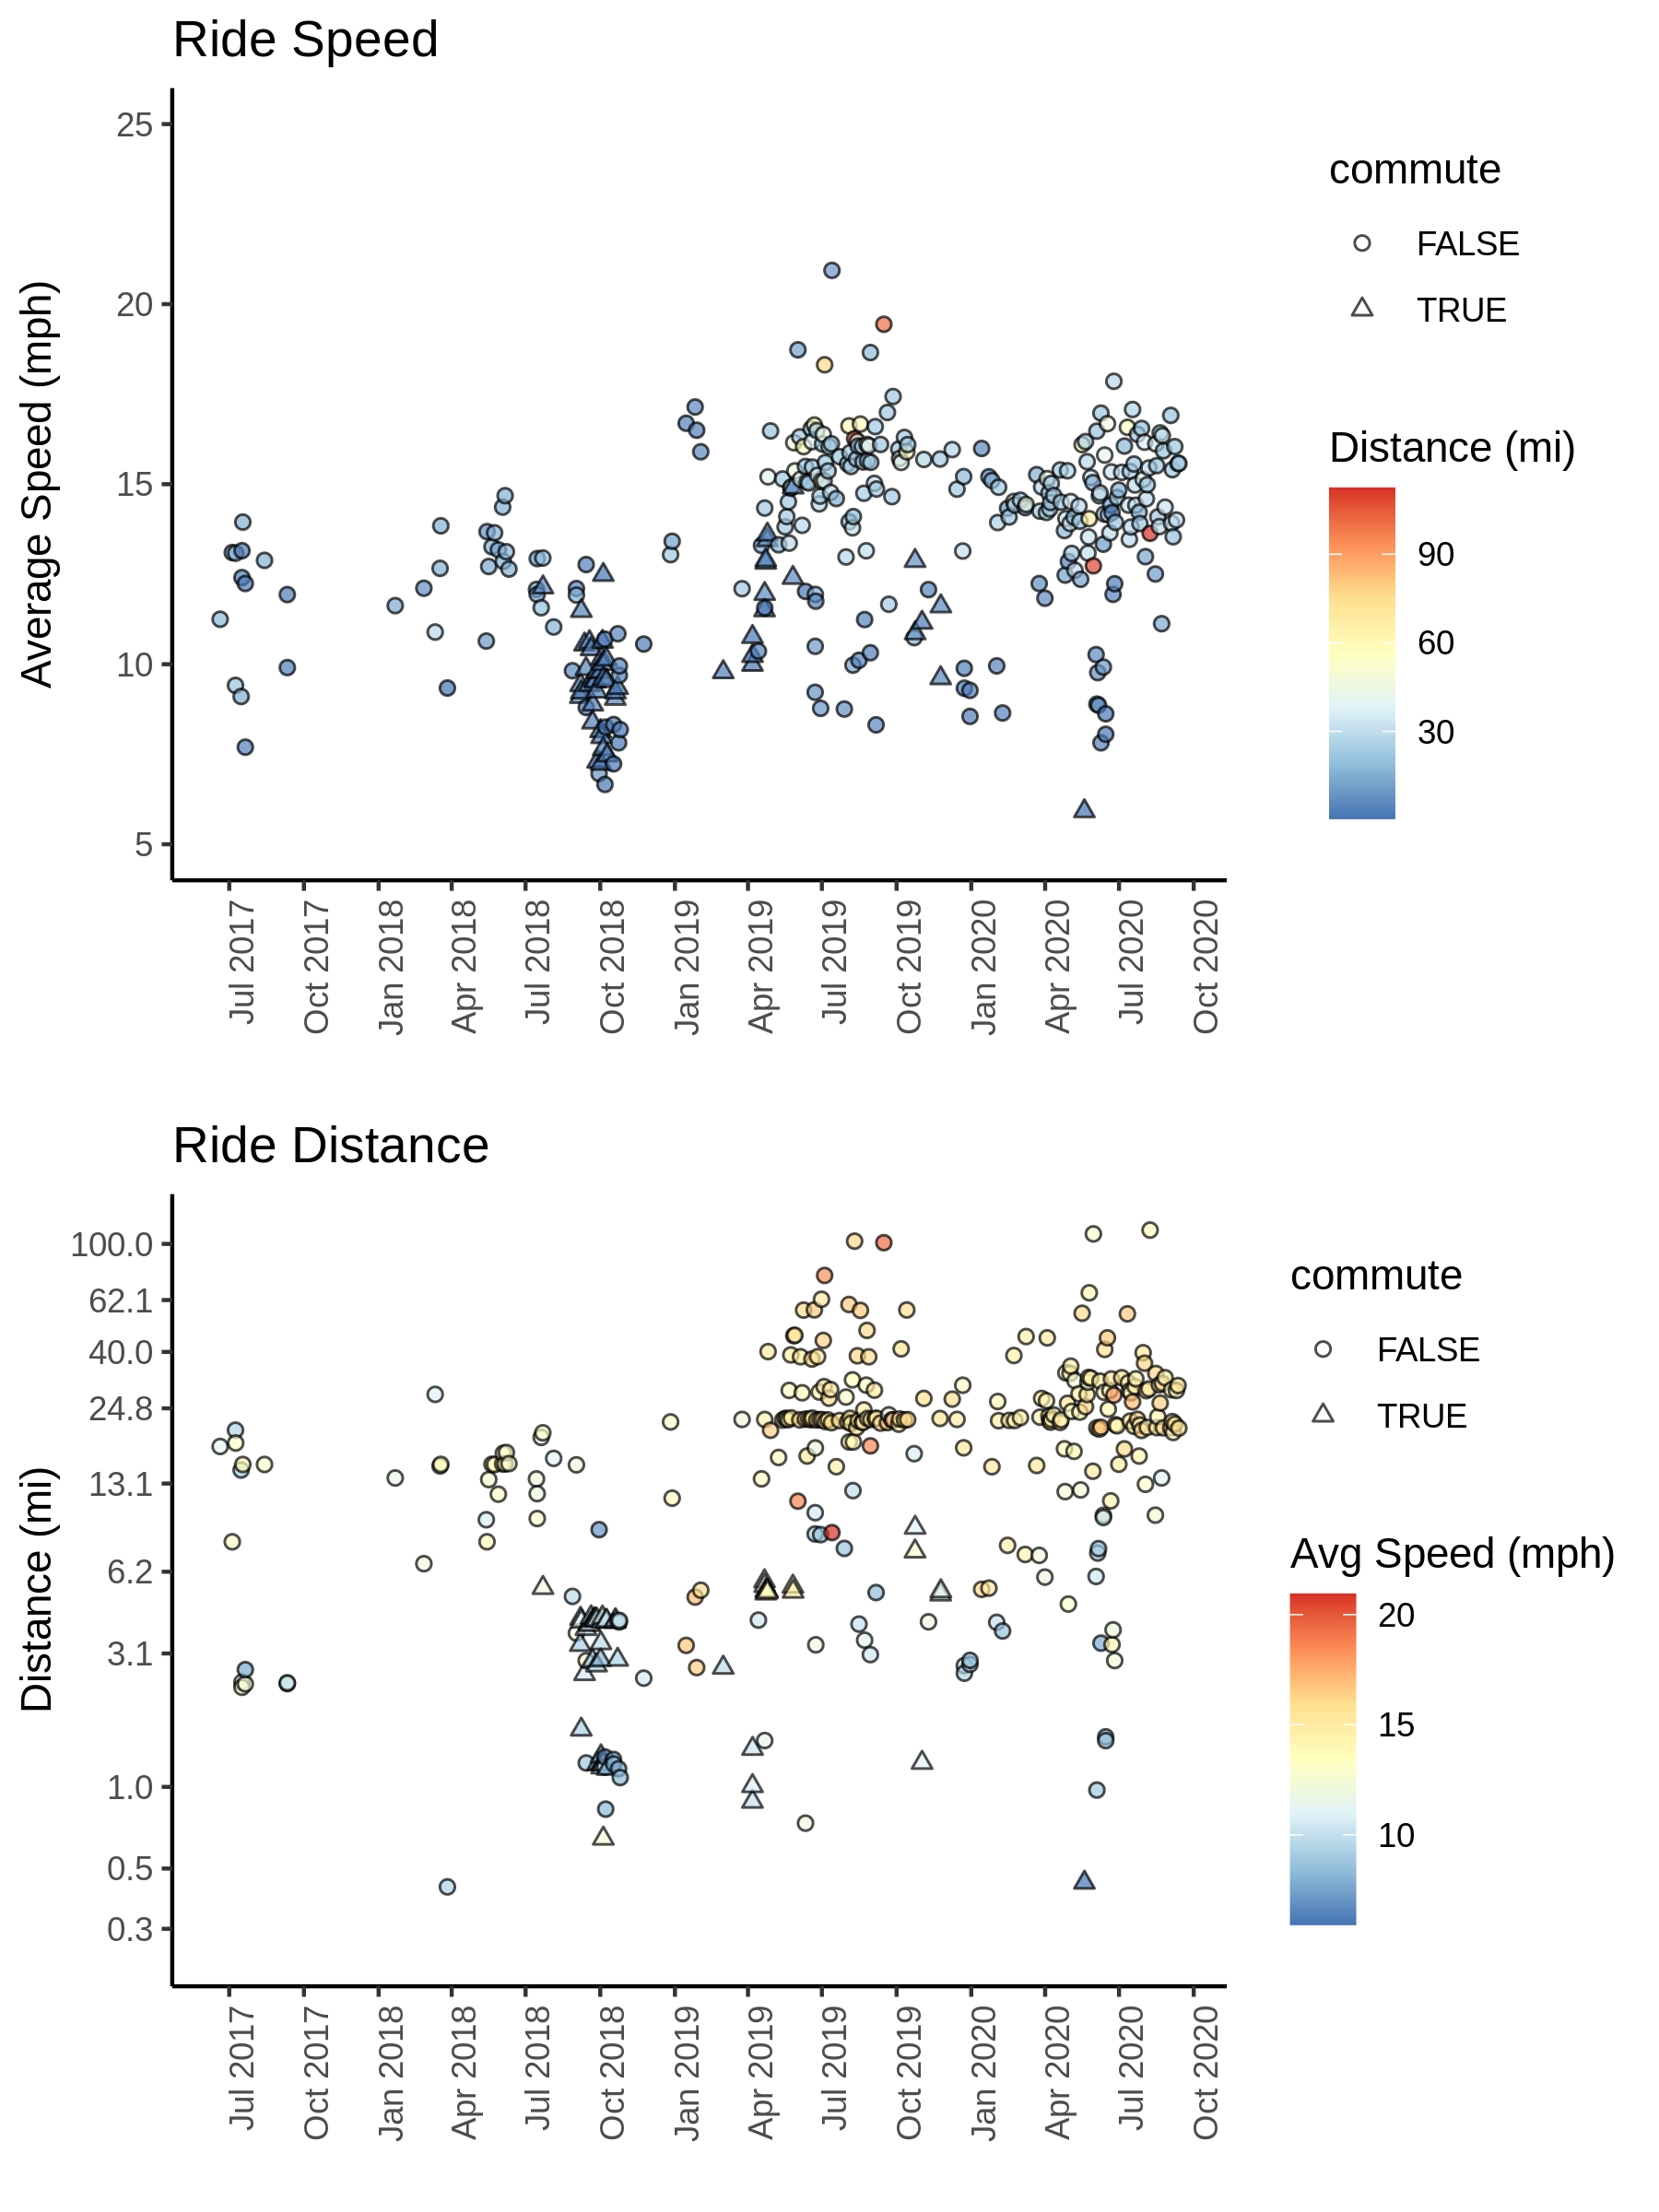 Ride Speed
Average Speed (mph)
25
20
15
10
5
Jul 2017
Oct 2017
Jan 2018
Apr 2018
Jul 2018
Oct 2018
Jan 2019
Apr 2019
Jul 2019
Oct 2019
Jan 2020
Apr 2020
Jul 2020
Oct 2020
commute
FALSE
TRUE
Distance (mi)
90
60
30
Ride Distance
Distance (mi)
100.0
62.1
40.0
24.8
13.1
6.2
3.1
1.0
0.5
0.3
Jul 2017
Oct 2017
Jan 2018
Apr 2018
Jul 2018
Oct 2018
Jan 2019
Apr 2019
Jul 2019
Oct 2019
Jan 2020
Apr 2020
Jul 2020
Oct 2020
commute
FALSE
TRUE
Avg Speed (mph)
20
15
10